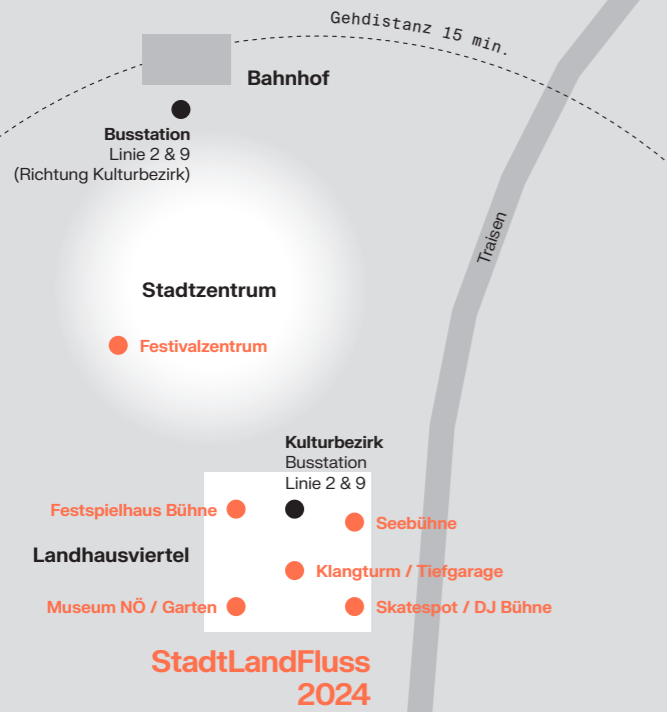 Gehdistanz 15 min.
Bahnhof
Busstation
Linie 2 & 9
(Richtung Kulturbezirk)
Traisen
Stadtzentrum
Festivalzentrum
Kulturbezirk
Busstation
Linie 2 & 9
Festspielhaus Bühne
Seebühne
Landhausviertel
Klangturm / Tiefgarage
Museum NÖ / Garten
Skatespot / DJ Bühne
StadtLandFluss
2024